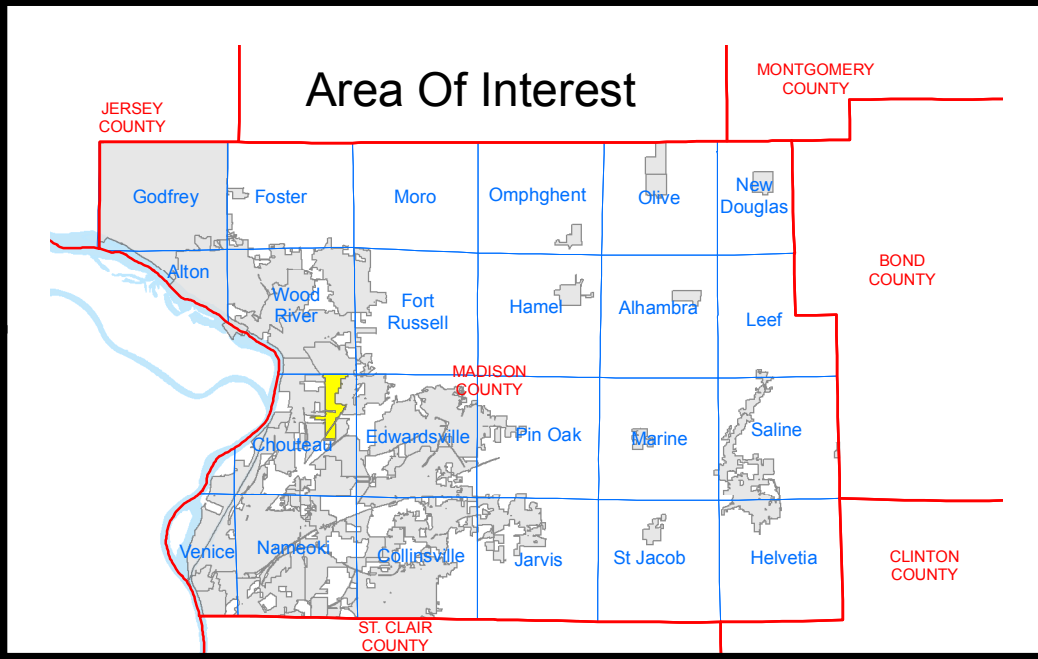 Area Of Interest
MONTGOMERY
COUNTY
JERSEY
COUNTY
Godfrey
Foster
Moro
Omphghent
Olive
New
Douglas
Alton
Wood
River
Fort
Russell
Hamel
Alhambra
Leef
BOND
COUNTY
MADISON
COUNTY
Chouteau
Edwardsville
Pin Oak
Marine
Saline
Venice
Nameoki
Collinsville
Jarvis
St Jacob
Helvetia
CLINTON
COUNTY
ST. CLAIR
COUNTY